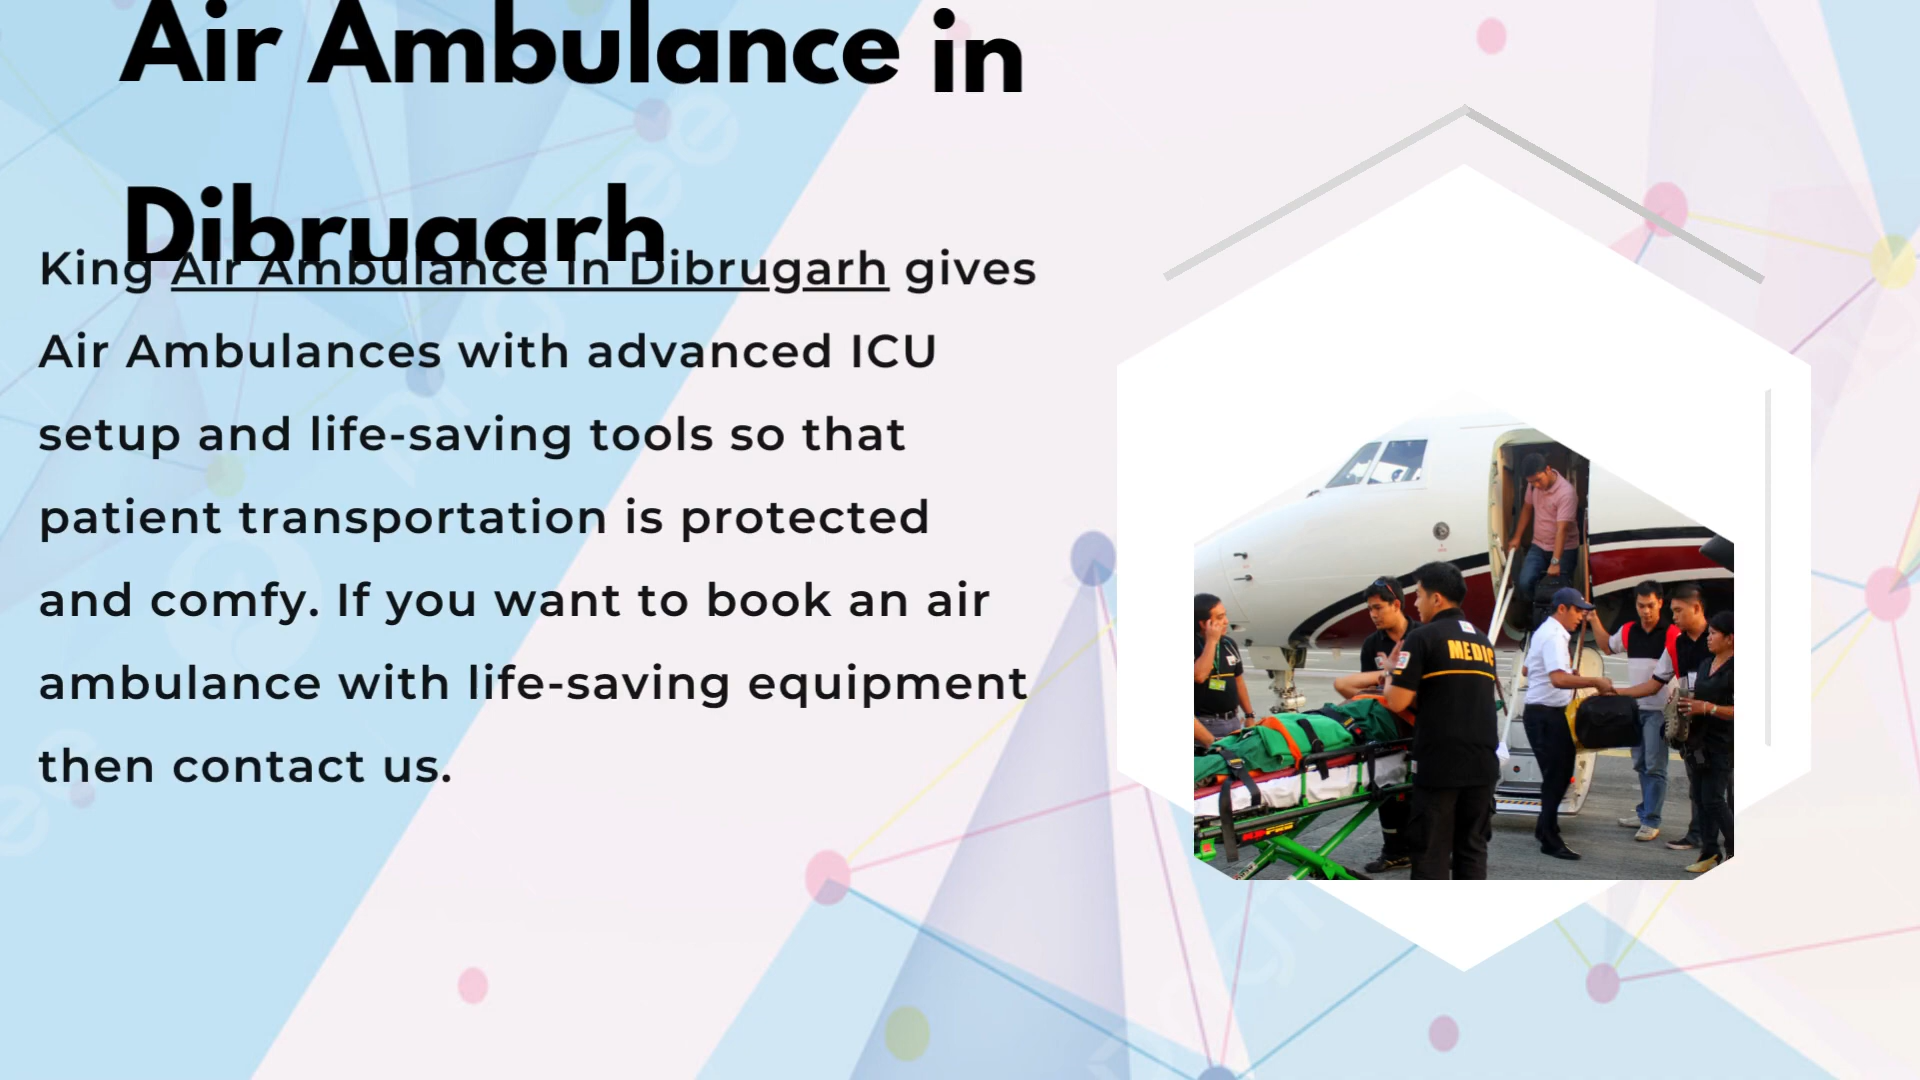 Air Ambulance in
Dibrugarh
King Air Ambulance in Dibrugarh gives
Air Ambulances with advanced ICU
setup and life-saving tools so that
patient transportation is protected
and comfy. If you want to book an air
ambulance with life-saving equipment
then contact us.
MEDIC